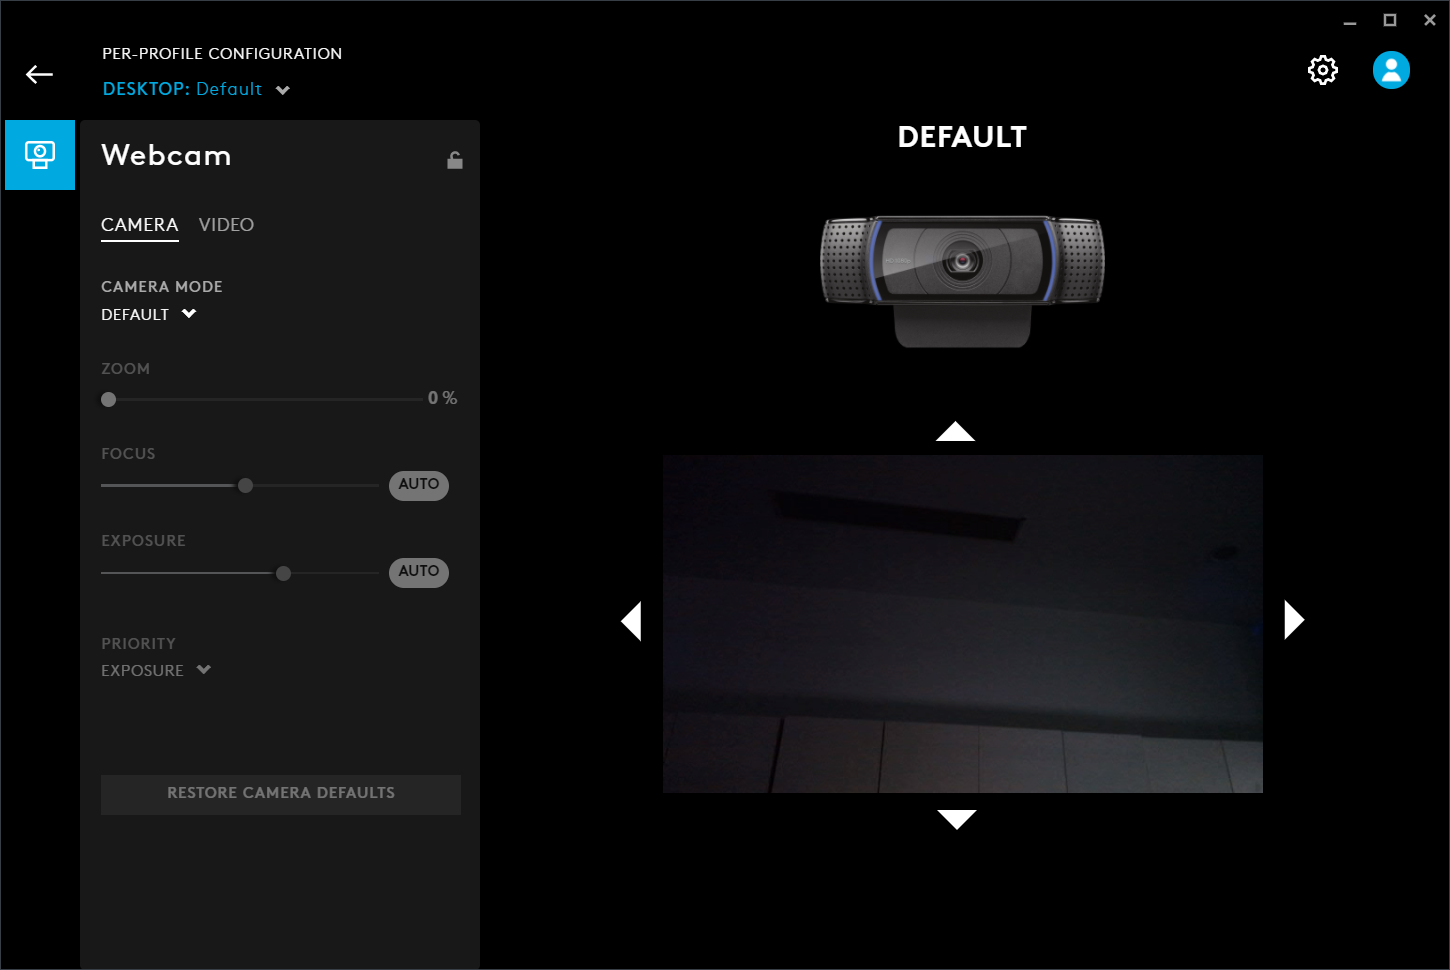 PER-PROFILE CONFIGURATION
DESKTOP: Default
Webcam
CAMERA VIDEO
CAMERA MODE
DEFAULT
ZOOM
0 %
FOCUS
AUTO
EXPOSURE
AUTO
PRIORITY
EXPOSURE
RESTORE CAMERA DEFAULTS
DEFAULT